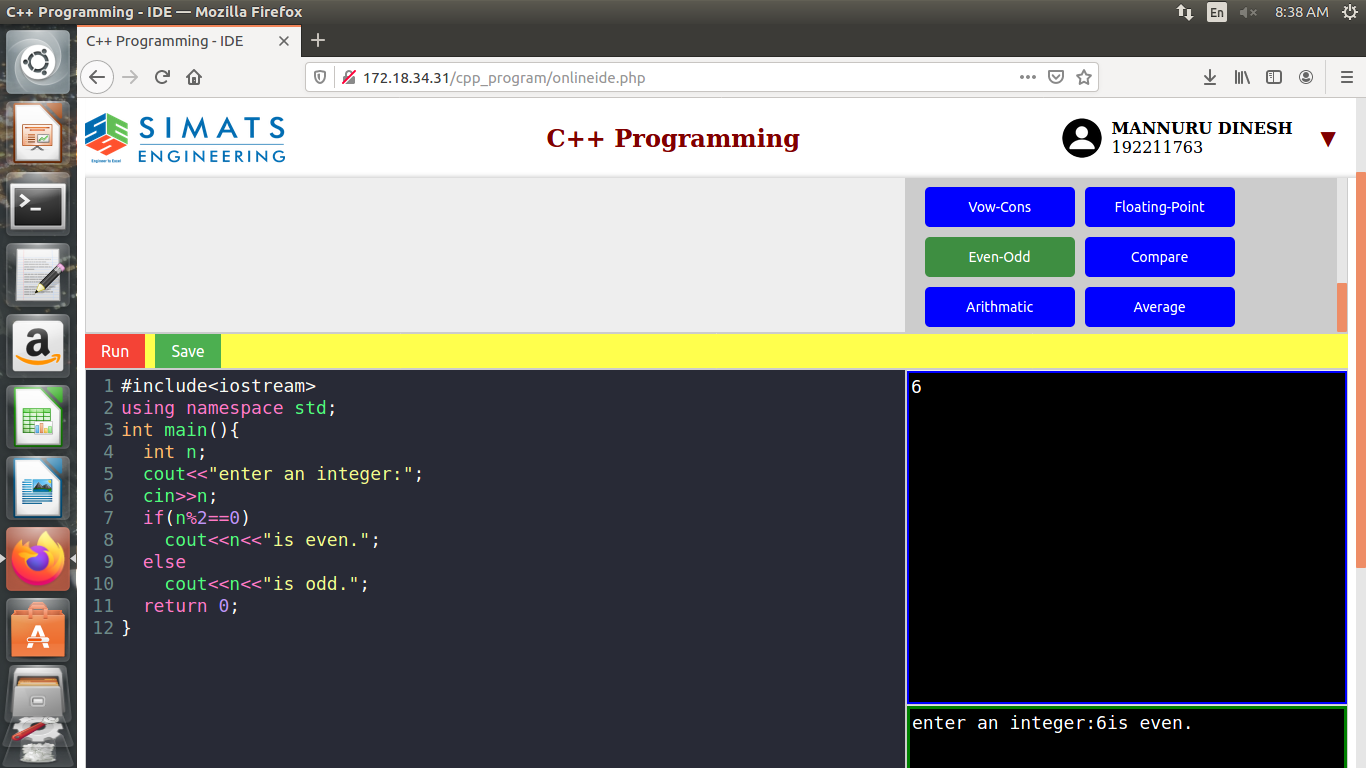 C++ Programming - IDE — Mozilla Firefox
En
8:38 AM
C++ Programming - IDE
172.18.34.31/cpp_program/onlineide.php
SIMATS
ENGINEERING
Engineer to Excel
C++ Programming
MANNURU DINESH
192211763
Vow-Cons
Floating-Point
Even-Odd
Compare
Arithmatic
Average
Run
Save
1 #include<iostream>
2 using namespace std;
3 int main(){
4 int n;
5 cout<<"enter an integer:";
6 cin>>n;
7 if(n%2==0)
8 cout<<n<<"is even.";
9 else
10 cout<<n<<"is odd.";
11 return 0;
12 }
6
enter an integer:6is even.